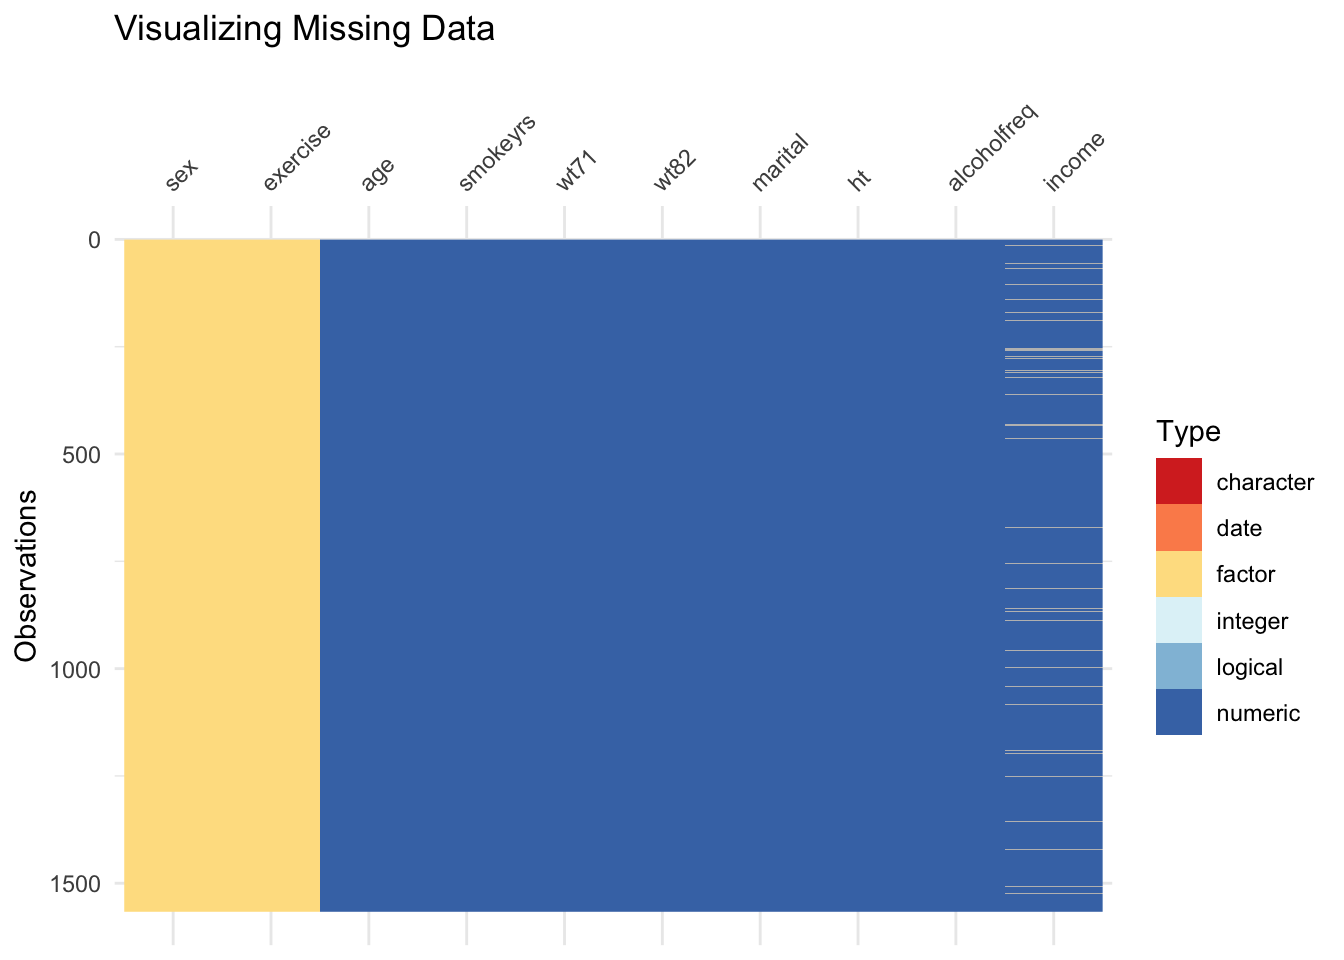 Visualizing Missing Data
sex
exercise
age
smokeyrs
wt71
wt82
marital
ht
alcoholfreq
income
0
500
1000
1500
Observations
Type
character
date
factor
integer
logical
numeric